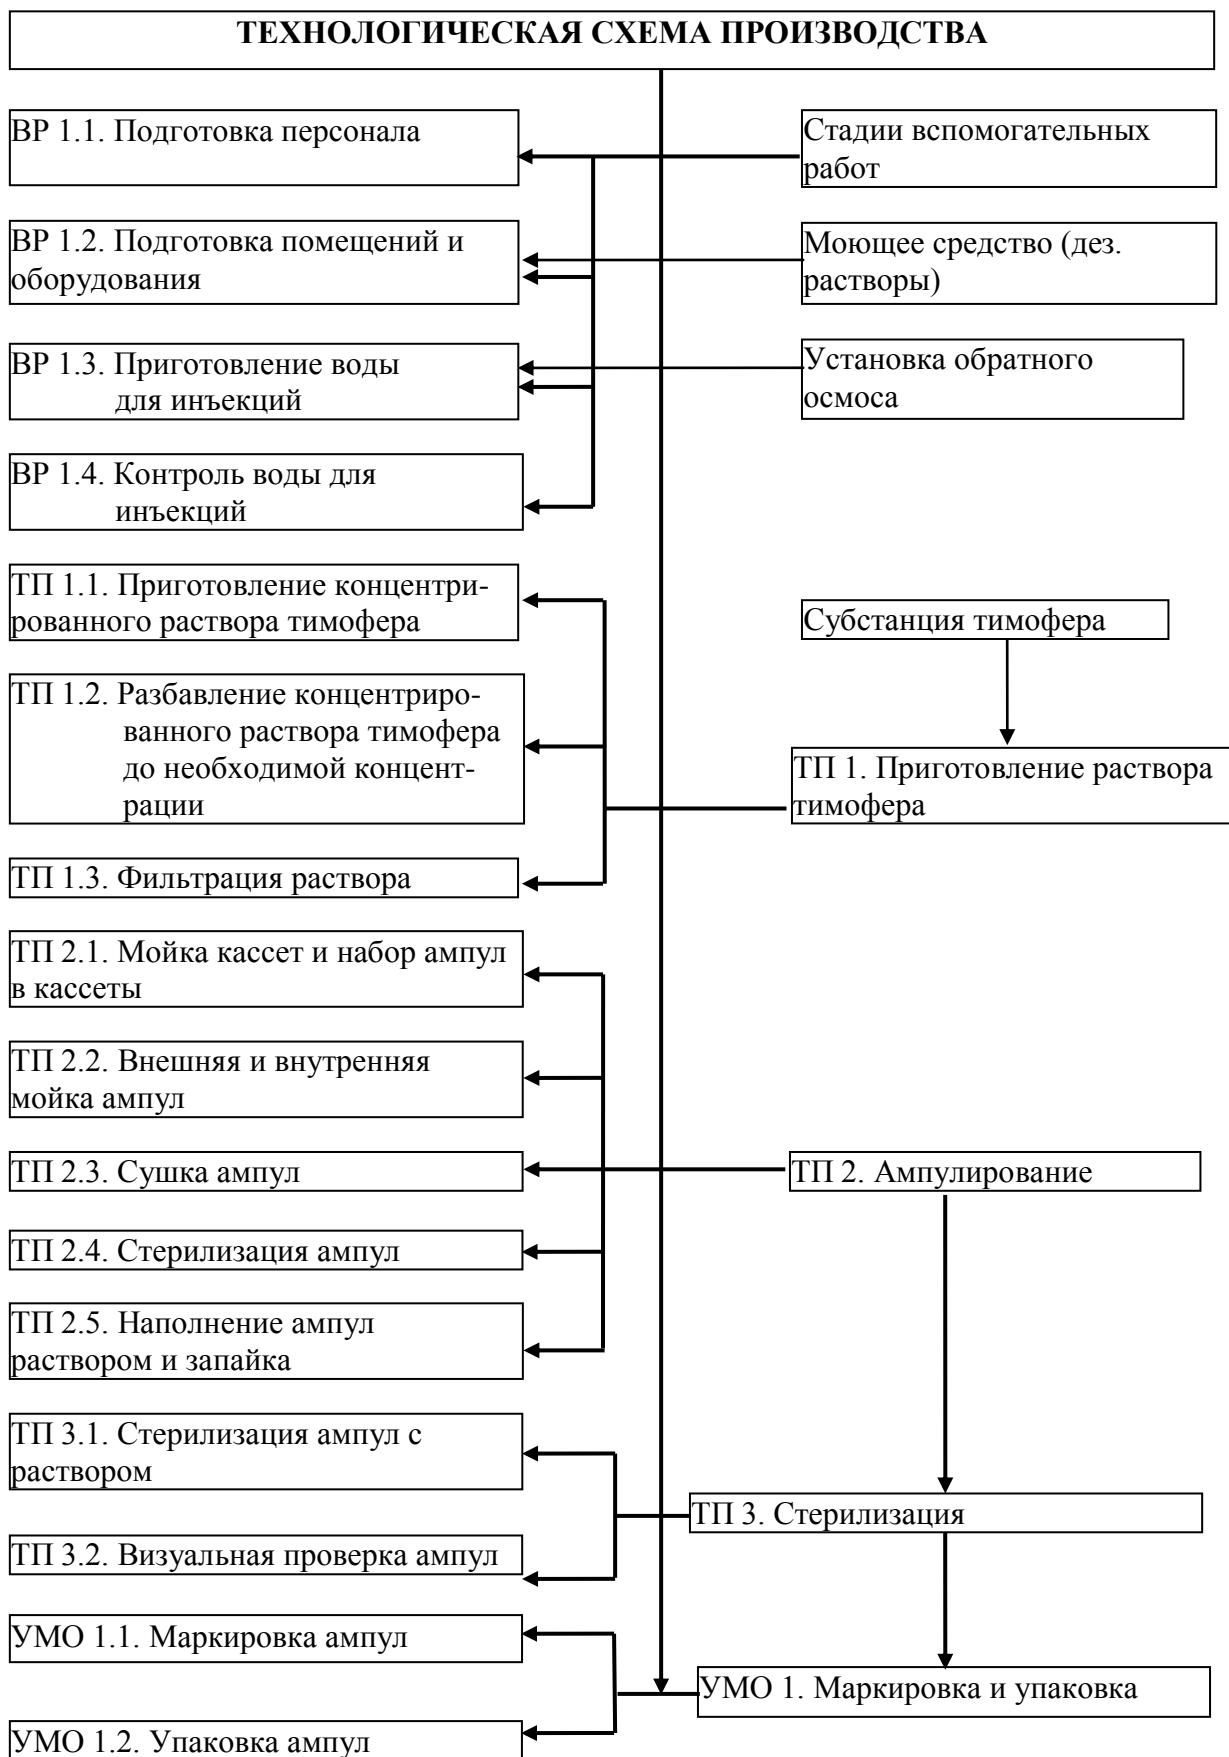 ТЕХНОЛОГИЧЕСКАЯ СХЕМА ПРОИЗВОДСТВА
ВР 1.1. Подготовка персонала
Стадии вспомогательных
работ
ВР 1.2. Подготовка помещений и
оборудования
Моющее средство (дез.
растворы)
ВР 1.3. Приготовление воды
для инъекций
Установка обратного
осмоса
ВР 1.4. Контроль воды для
инъекций
ТП 1.1. Приготовление концентри-
рованного раствора тимофера
Субстанция тимофера
ТП 1.2. Разбавление концентриро-
ванного раствора тимофера
до необходимой концент-
рации
ТП 1. Приготовление раствора
тимофера
ТП 1.3. Фильтрация раствора
ТП 2.1. Мойка кассет и набор ампул
в кассеты
ТП 2.2. Внешняя и внутренняя
мойка ампул
ТП 2.3. Сушка ампул
ТП 2. Ампулирование
ТП 2.4. Стерилизация ампул
ТП 2.5. Наполнение ампул
раствором и запайка
ТП 3.1. Стерилизация ампул с
раствором
ТП 3. Стерилизация
ТП 3.2. Визуальная проверка ампул
УМО 1.1. Маркировка ампул
УМО 1. Маркировка и упаковка
УМО 1.2. Упаковка ампул